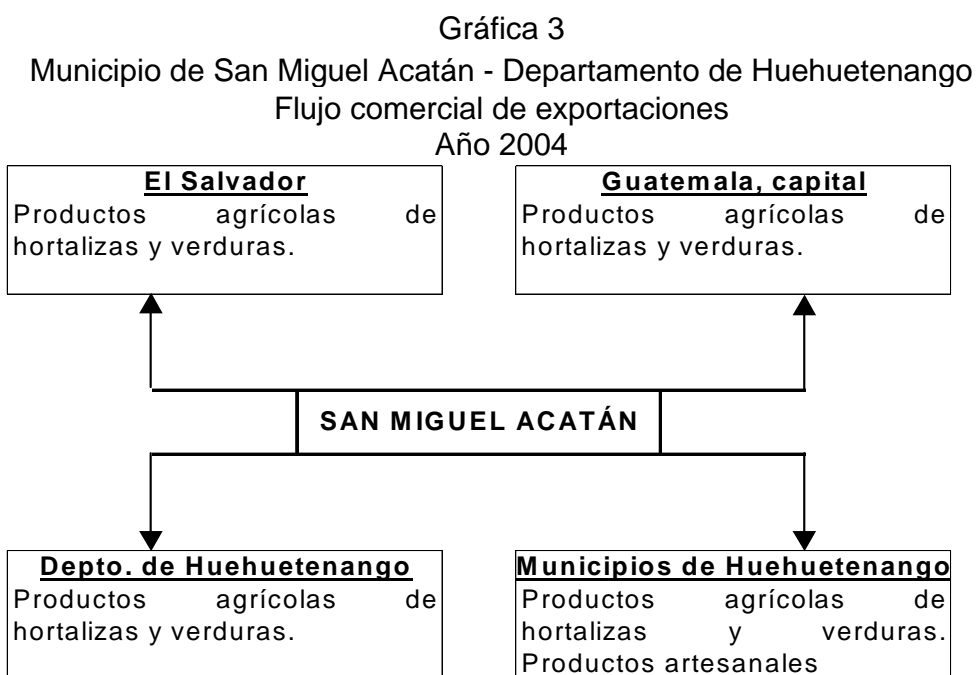 Gráfica 3
Municipio de San Miguel Acatán - Departamento de Huehuetenango
Flujo comercial de exportaciones
Año 2004
El Salvador
Productos agrícolas de
hortalizas y verduras.
Guatemala, capital
Productos agrícolas de
hortalizas y verduras.
SAN MIGUEL ACATÁN
Depto. de Huehuetenango
Productos agrícolas de
hortalizas y verduras.
Municipios de Huehuetenango
Productos agrícolas de
hortalizas y verduras.
Productos artesanales